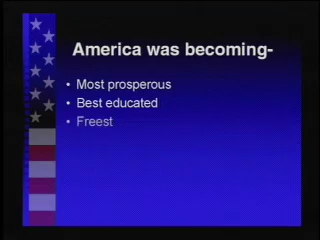 America was becoming-
• Most prosperous
• Best educated
• Freest